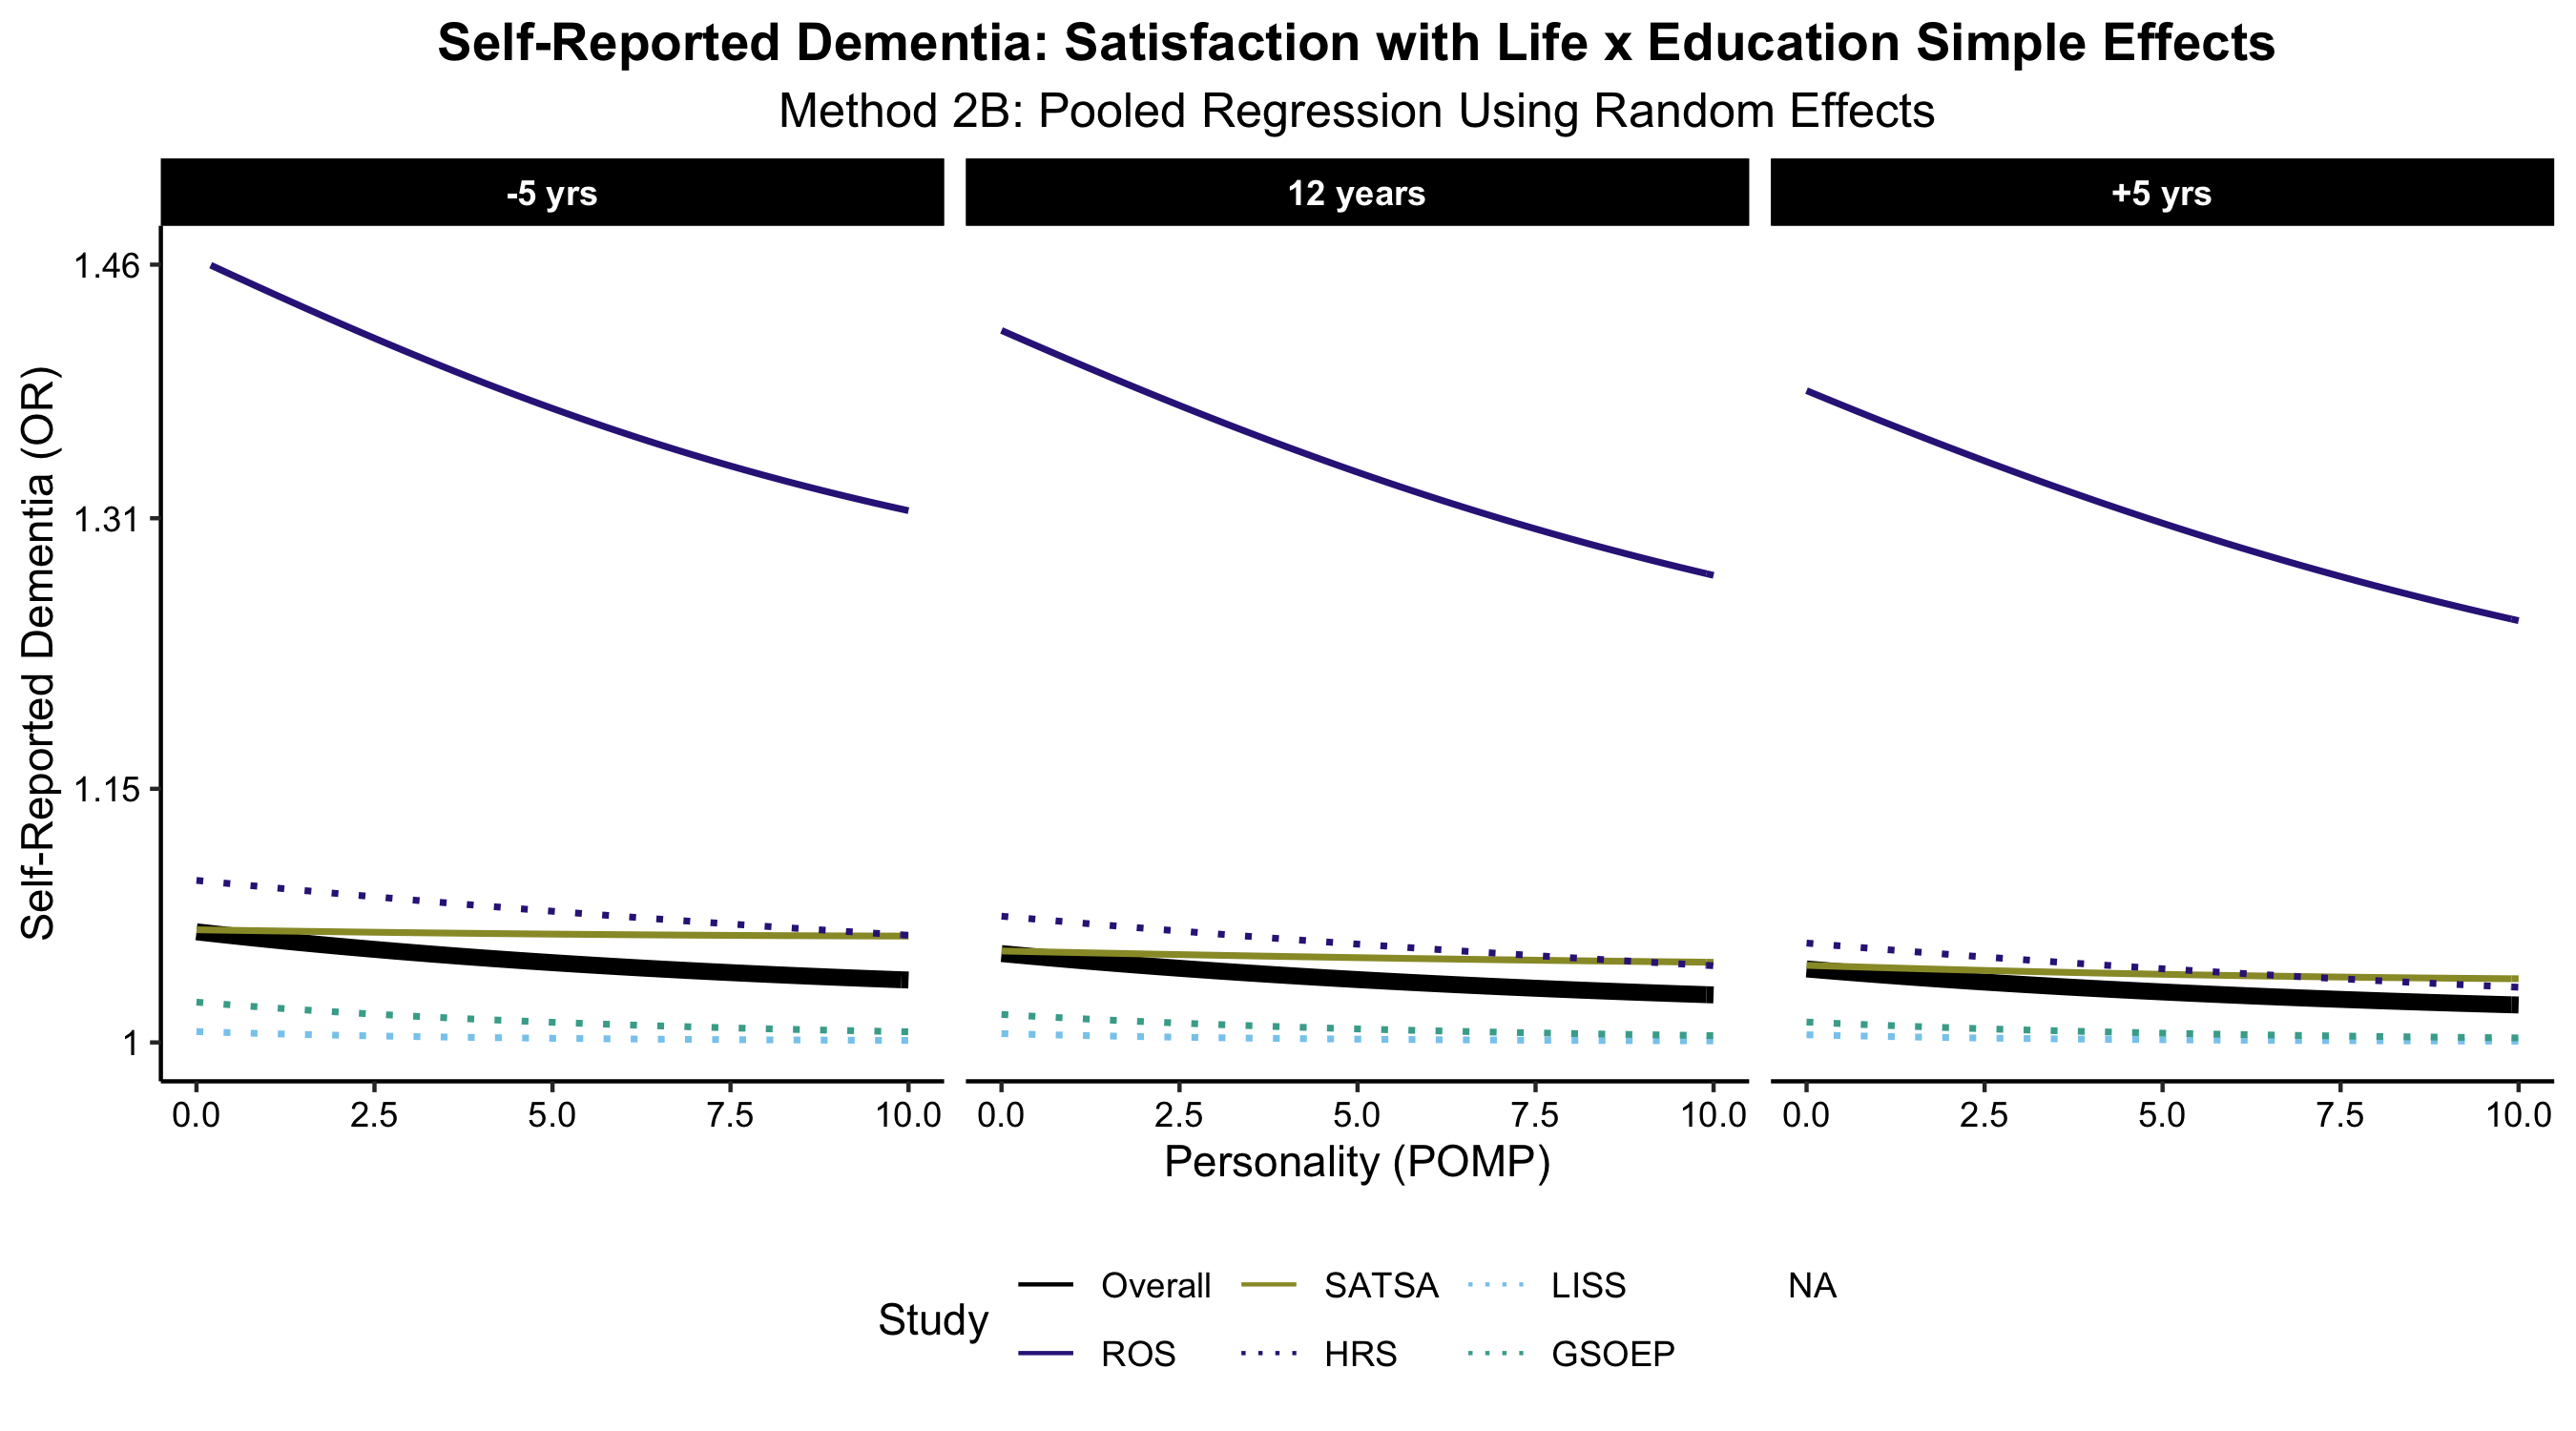 Self-Reported Dementia: Satisfaction with Life x Education Simple Effects
Method 2B: Pooled Regression Using Random Effects
-5 yrs 12 years +5 yrs
Self-Reported Dementia (OR)
1.46
1.31
1.15
1
0.0 2.5 5.0 7.5 10.0 0.0 2.5 5.0 7.5 10.0 0.0 2.5 5.0 7.5 10.0
Personality (POMP)
Study
Overall SATSA LISS NA
ROS HRS GSOEP